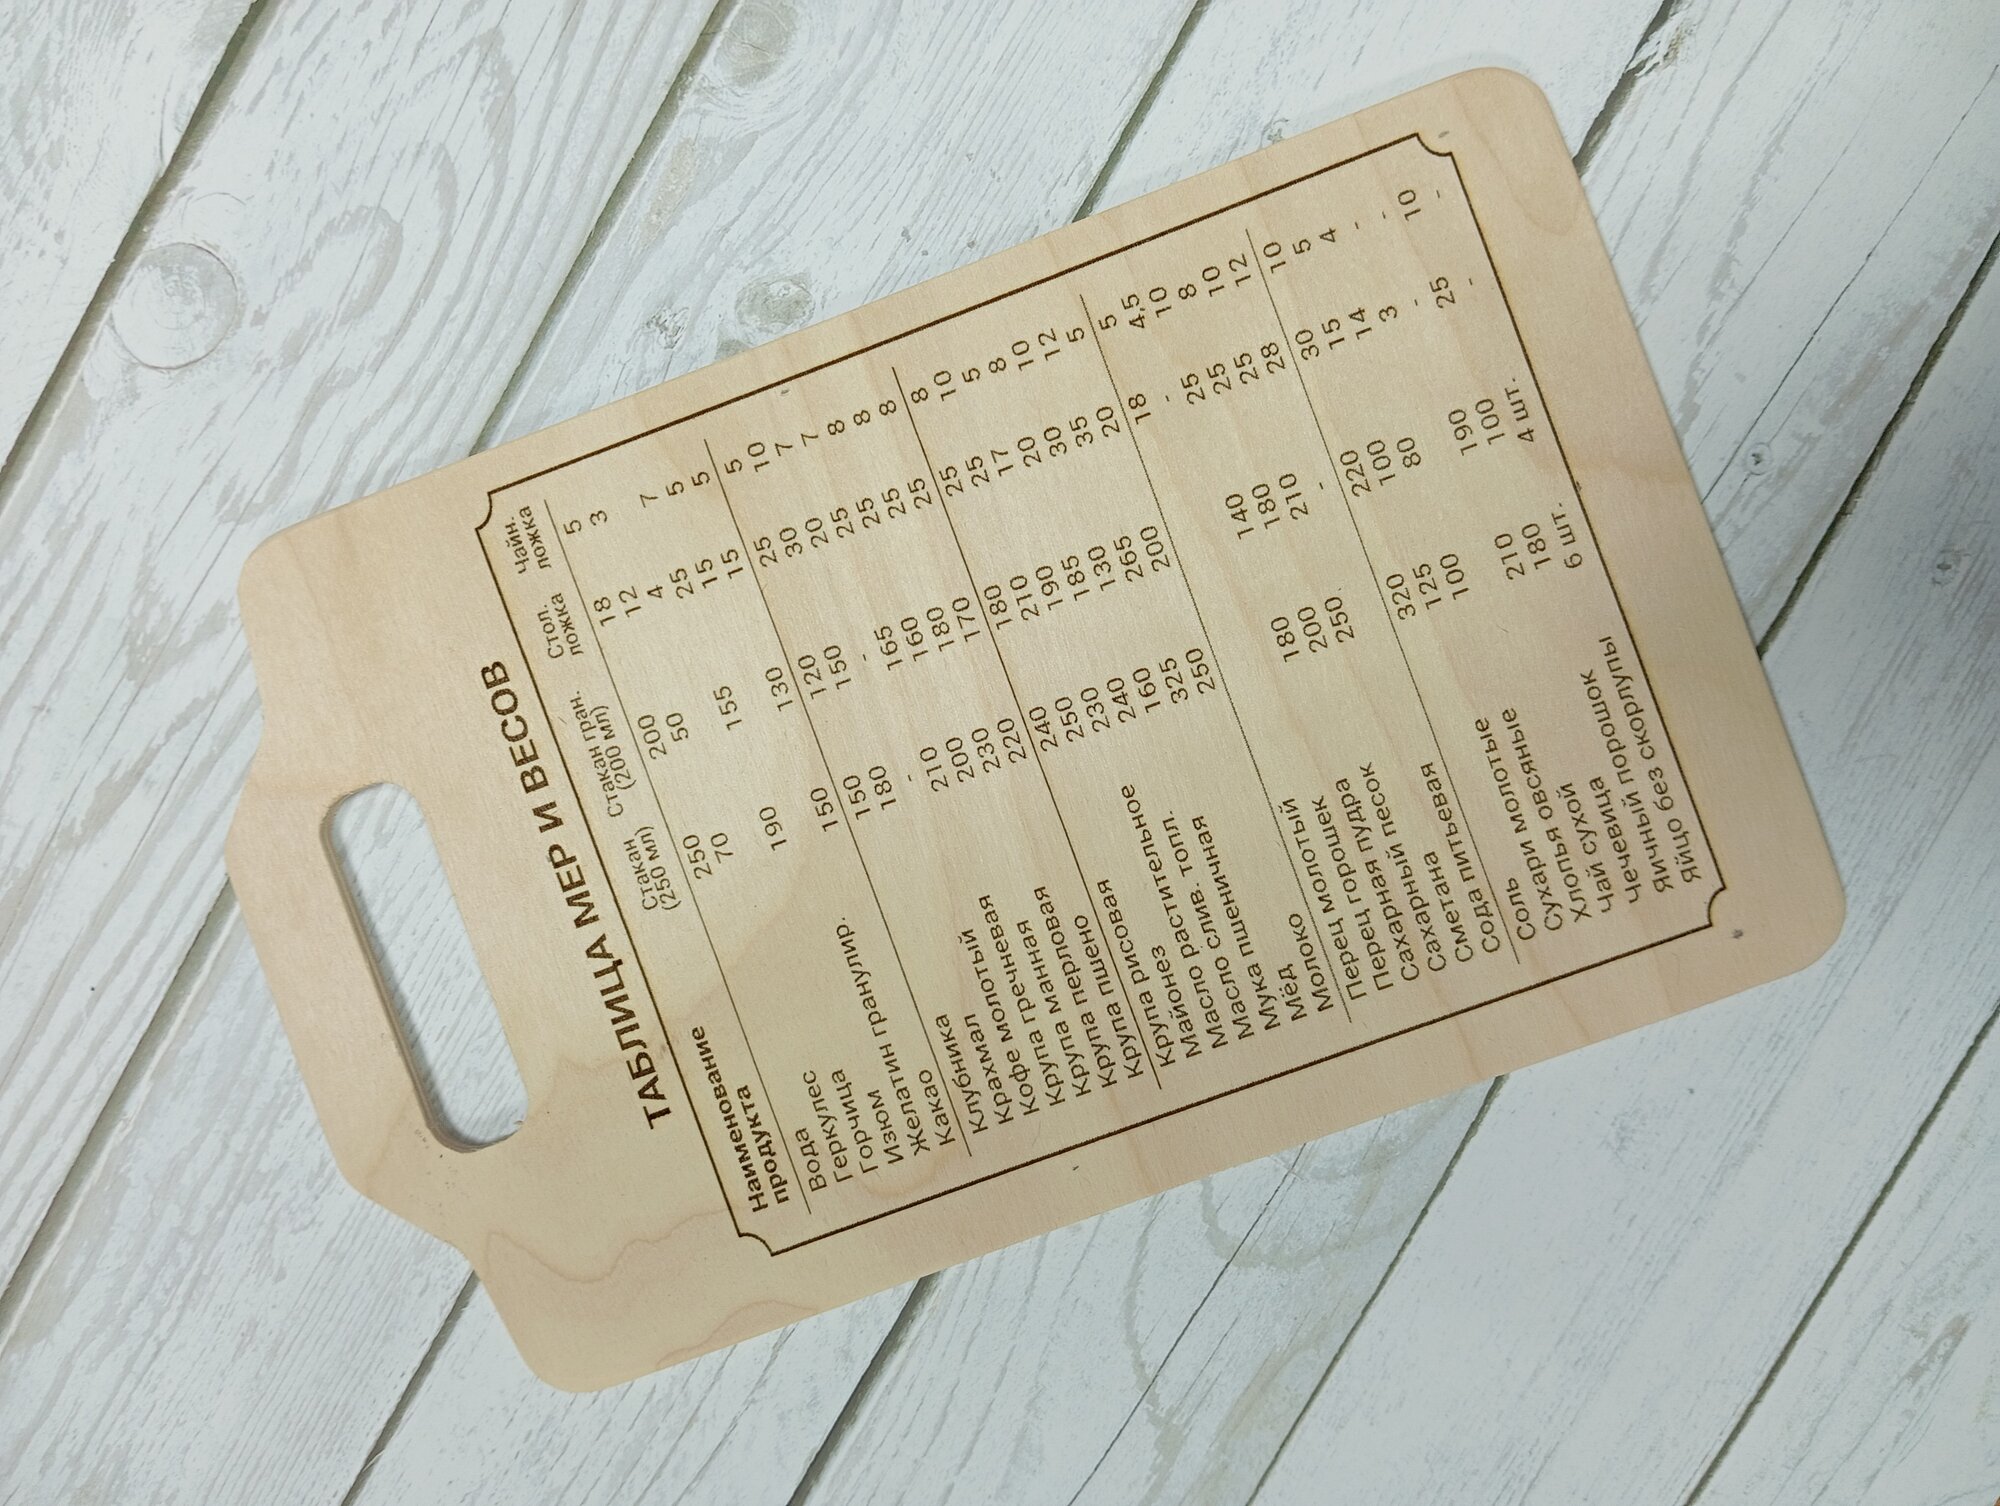 ТАБЛИЦА МЕР И ВЕСОВ
Наименование Стакан Стакан гран. Стол. Чайн.
продукта (250 мл) (200 мл) ложка ложка
Вода 250 200 18 5
Геркулес 70 50 12 3
Горчица 4
Изюм 190 155 25 7
Желатин гранулир. 15 5
Какао 150 130 15 5
Клубника 150 120 25 5
Крахмал 180 150 30 10
Кофе молотый - - 20 7
Крупа гречневая 210 165 25 7
Крупа манная 200 160 25 8
Крупа перловая 230 180 25 8
Крупа пшено 220 170 25 8
Крупа рисовая 240 180 25 8
Майонез 250 210 25 10
Масло растительное 230 190 17 5
Масло слив. топл. 240 185 20 8
Мука пшенничная 160 130 30 10
Мёд 325 265 35 12
Молоко 250 200 20 5
Перец молотый 18 5
Перец горошек - 4,5
Сахарная пудра 180 140 25 10
Сахарный песок 200 180 25 8
Сметана 250 210 25 10
Сода питьевая - 28 12
Соль 320 220 30 10
Сухари молотые 125 100 15 5
Хлопья овсяные 100 80 14 4
Чай сухой 3 -
Чечевица 210 190 - -
Яичный порошок 180 100 25 10
Яйцо без скорлупы 6 шт. 4 шт. - -